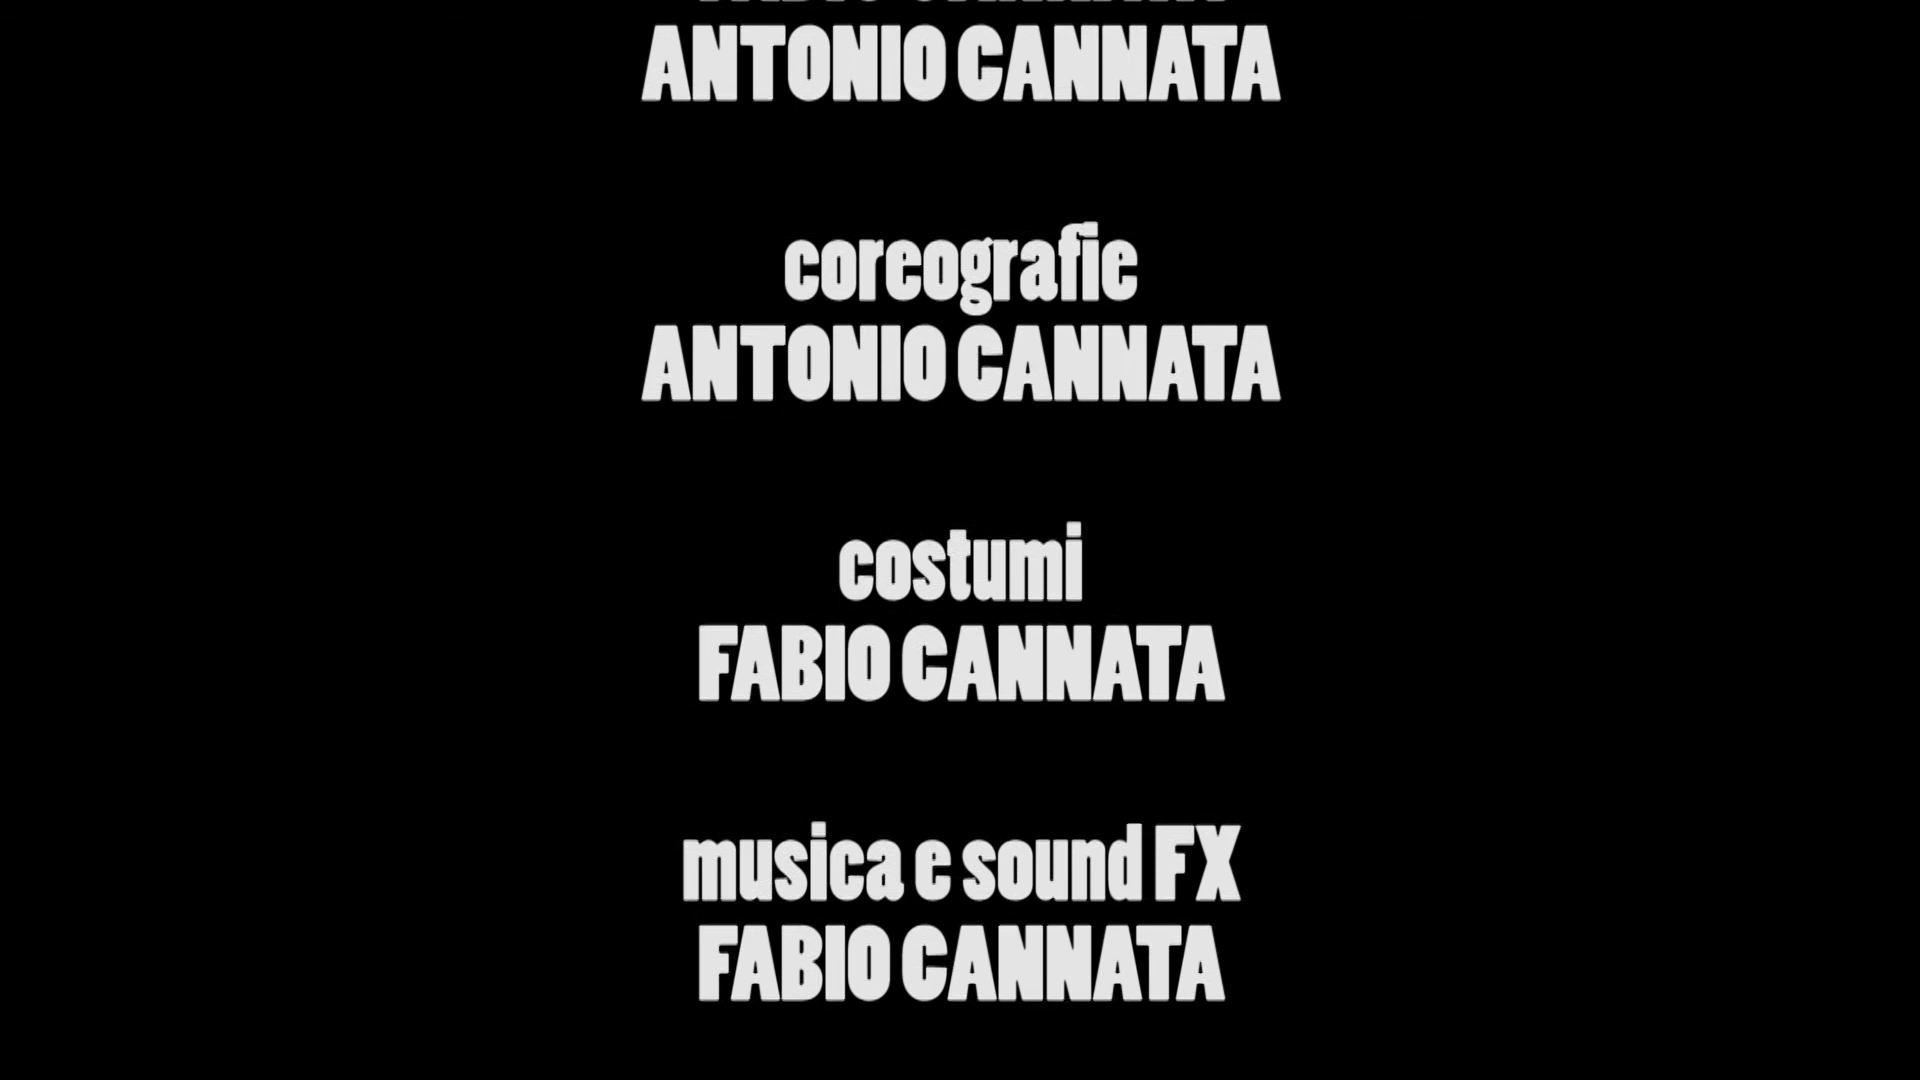 ANTONIO CANNATA
coreografie
ANTONIO CANNATA
costumi
FABIO CANNATA
musica e sound FX
FABIO CANNATA